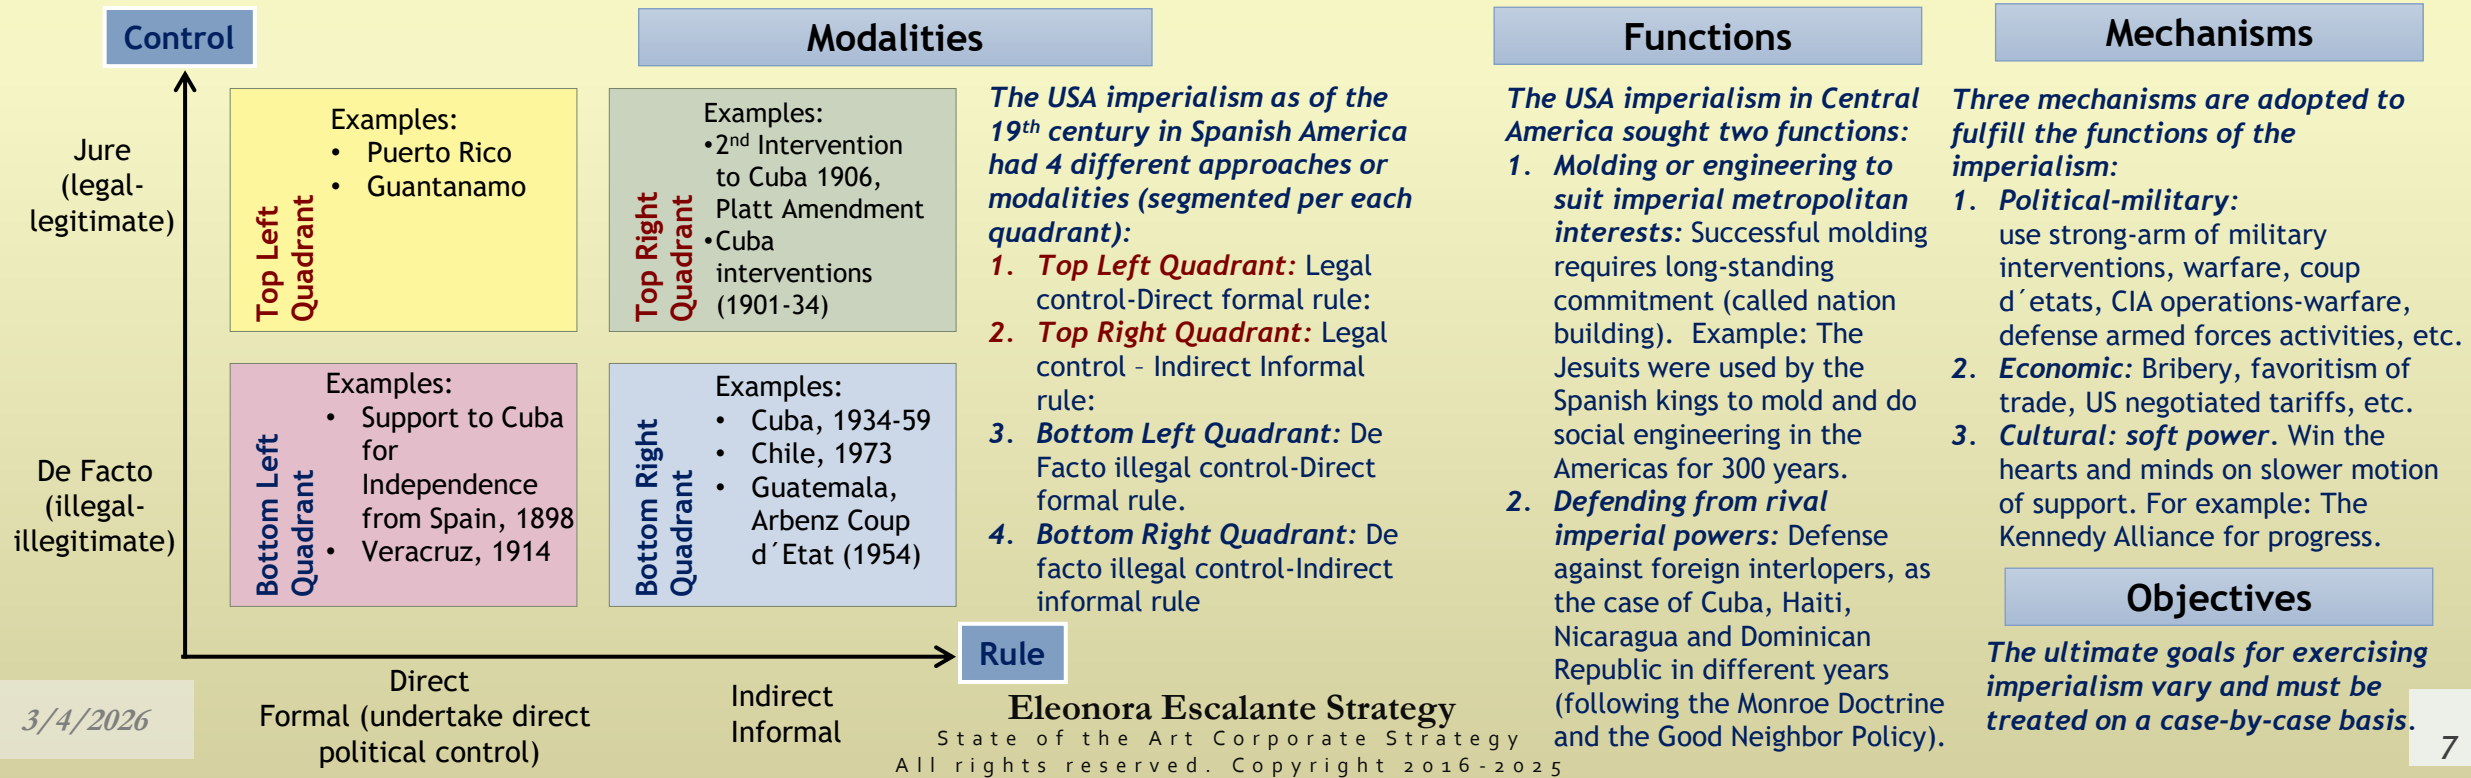 Control
Jure
(legal-
legitimate)
De Facto
(illegal-
illegitimate)
Modalities
Top Left
Quadrant
Examples:
• Puerto Rico
• Guantanamo
Top Right
Quadrant
Examples:
•2nd Intervention
to Cuba 1906,
Platt Amendment
•Cuba
interventions
(1901-34)
Bottom Left
Quadrant
Examples:
• Support to Cuba
for
Independence
from Spain, 1898
• Veracruz, 1914
Bottom Right
Quadrant
Examples:
• Cuba, 1934-59
• Chile, 1973
• Guatemala,
Arbenz Coup
d´Etat (1954)
Rule
Direct
Formal (undertake direct
political control)
Indirect
Informal
The USA imperialism as of the
19th century in Spanish America
had 4 different approaches or
modalities (segmented per each
quadrant):
1. Top Left Quadrant: Legal
control-Direct formal rule:
2. Top Right Quadrant: Legal
control – Indirect Informal
rule:
3. Bottom Left Quadrant: De
Facto illegal control-Direct
formal rule.
4. Bottom Right Quadrant: De
facto illegal control-Indirect
informal rule
Functions
The USA imperialism in Central
America sought two functions:
1. Molding or engineering to
suit imperial metropolitan
interests: Successful molding
requires long-standing
commitment (called nation
building). Example: The
Jesuits were used by the
Spanish kings to mold and do
social engineering in the
Americas for 300 years.
2. Defending from rival
imperial powers: Defense
against foreign interlopers, as
the case of Cuba, Haiti,
Nicaragua and Dominican
Republic in different years
(following the Monroe Doctrine
and the Good Neighbor Policy).
Mechanisms
Three mechanisms are adopted to
fulfill the functions of the
imperialism:
1. Political-military:
use strong-arm of military
interventions, warfare, coup
d´etats, CIA operations-warfare,
defense armed forces activities, etc.
2. Economic: Bribery, favoritism of
trade, US negotiated tariffs, etc.
3. Cultural: soft power. Win the
hearts and minds on slower motion
of support. For example: The
Kennedy Alliance for progress.
Objectives
The ultimate goals for exercising
imperialism vary and must be
treated on a case-by-case basis.
3/4/2026
Eleonora Escalante Strategy
State of the Art Corporate Strategy
All rights reserved. Copyright 2016-2025
7